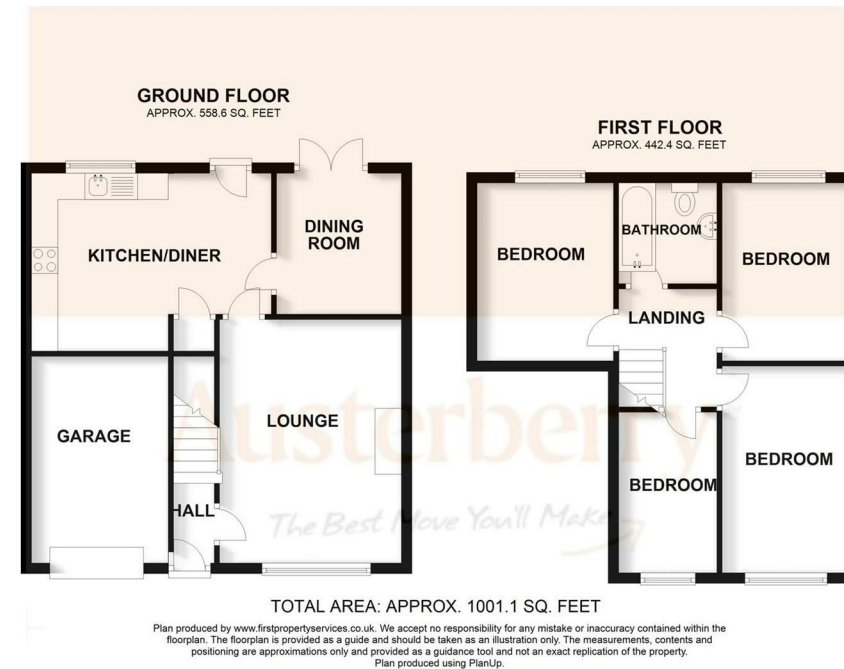 GROUND FLOOR
APPROX. 558.6 SQ. FEET
KITCHEN/DINER
DINING
ROOM
GARAGE
HALL
LOUNGE
FIRST FLOOR
APPROX. 442.4 SQ. FEET
BEDROOM
BATHROOM
BEDROOM
LANDING
BEDROOM
BEDROOM
Austerberry
The Best Move You'll Make
TOTAL AREA: APPROX. 1001.1 SQ. FEET
Plan produced by www.firstpropertyservices.co.uk. We accept no responsibility for any mistake or inaccuracy contained within the
floorplan. The floorplan is provided as a guide and should be taken as an illustration only. The measurements, contents and
positioning are approximations only and provided as a guidance tool and not an exact replication of the property.
Plan produced using PlanUp.